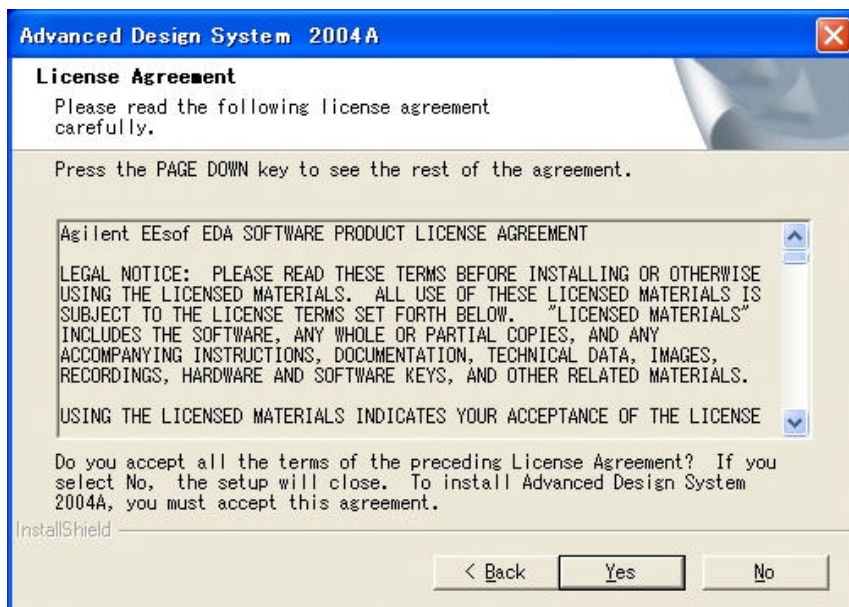 Advanced Design System 2004A
License Agreement
Please read the following license agreement
carefully.
Press the PAGE DOWN key to see the rest of the agreement.
Agilent EEsof EDA SOFTWARE PRODUCT LICENSE AGREEMENT
LEGAL NOTICE: PLEASE READ THESE TERMS BEFORE INSTALLING OR OTHERWISE
USING THE LICENSED MATERIALS. ALL USE OF THESE LICENSED MATERIALS IS
SUBJECT TO THE LICENSE TERMS SET FORTH BELOW. "LICENSED MATERIALS"
INCLUDES THE SOFTWARE, ANY WHOLE OR PARTIAL COPIES, AND ANY
ACCOMPANYING INSTRUCTIONS, DOCUMENTATION, TECHNICAL DATA, IMAGES,
RECORDINGS, HARDWARE AND SOFTWARE KEYS, AND OTHER RELATED MATERIALS.
USING THE LICENSED MATERIALS INDICATES YOUR ACCEPTANCE OF THE LICENSE
Do you accept all the terms of the preceding License Agreement? If you
select No, the setup will close. To install Advanced Design System
2004A, you must accept this agreement.
InstallShield
< Back Yes No